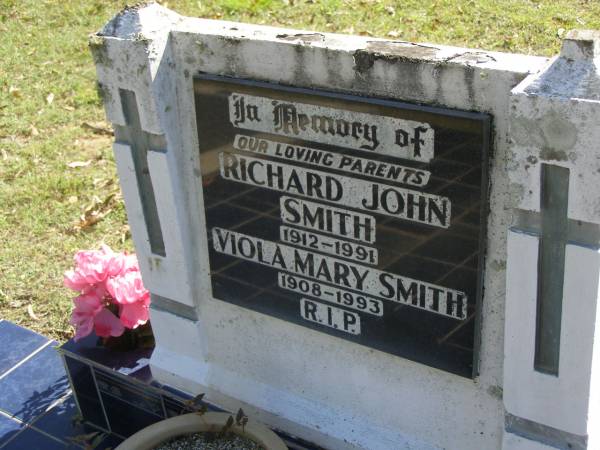 In Memory of
OUR LOVING PARENTS
RICHARD JOHN
SMITH
1912-1991
VIOLA MARY SMITH
1908-1993
R.I.P.